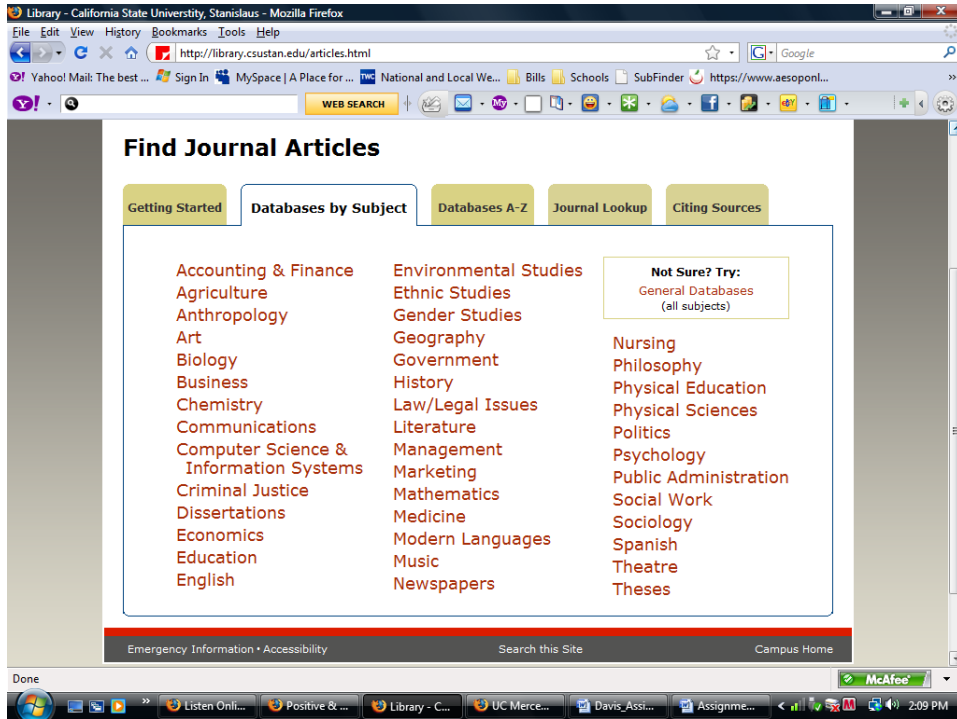 Library - California State Universtity, Stanislaus - Mozilla Firefox
File Edit View History Bookmarks Tools Help
http://library.csustan.edu/articles.html
G Google
Yahoo! Mail: The best ... Sign In MySpace | A Place for ... TWC National and Local We... Bills Schools SubFinder https://www.aesoponl... »
Y! WEB SEARCH
Find Journal Articles
Getting Started Databases by Subject Databases A-Z Journal Lookup Citing Sources
Accounting & Finance
Agriculture
Anthropology
Art
Biology
Business
Chemistry
Communications
Computer Science &
Information Systems
Criminal Justice
Dissertations
Economics
Education
English
Environmental Studies
Ethnic Studies
Gender Studies
Geography
Government
History
Law/Legal Issues
Literature
Management
Marketing
Mathematics
Medicine
Modern Languages
Music
Newspapers
Not Sure? Try:
General Databases
(all subjects)
Nursing
Philosophy
Physical Education
Physical Sciences
Politics
Psychology
Public Administration
Social Work
Sociology
Spanish
Theatre
Theses
Emergency Information • Accessibility Search this Site Campus Home
Done McAfee
» Listen Onli... Positive & ... Library - C... UC Merce... Davis_Assi... Assignme... < 2:09 PM